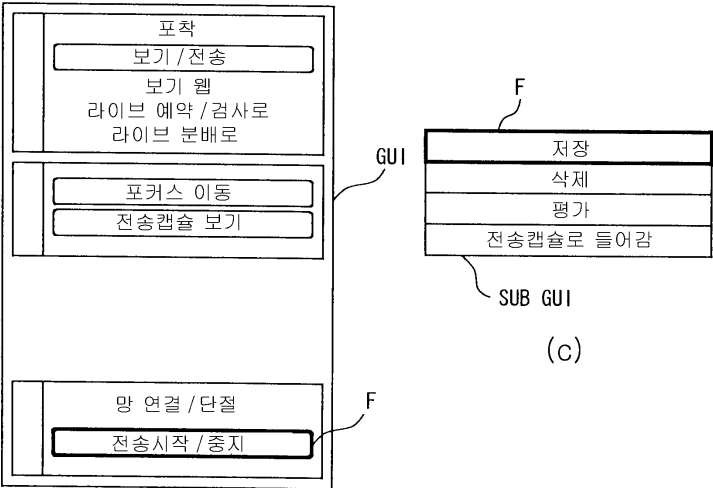 포착
보기/전송
보기 웹
라이브 예약/검사로
라이브 분배로
GUI
포커스 이동
전송캡슐 보기
망 연결/단절
F
전송시작/중지
F
저장
삭제
평가
전송캡슐로 들어감
SUB GUI
(C)